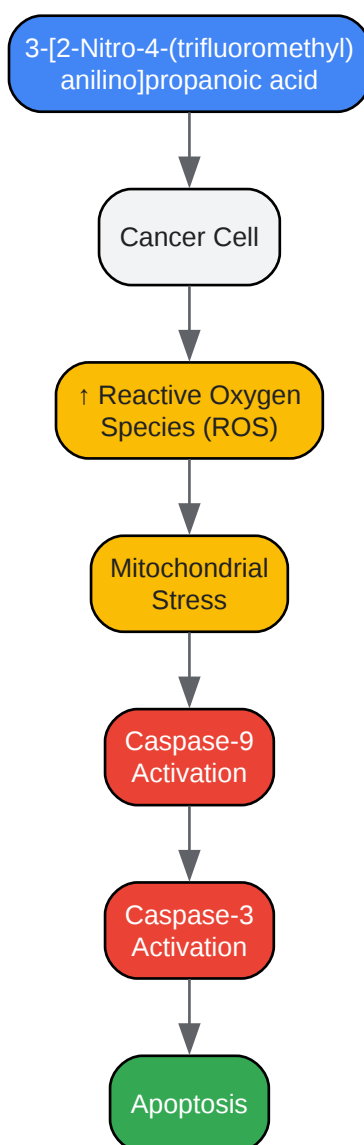 3-[2-Nitro-4-(trifluoromethyl)
anilino]propanoic acid
Cancer Cell
↑ Reactive Oxygen
Species (ROS)
Mitochondrial
Stress
Caspase-9
Activation
Caspase-3
Activation
Apoptosis